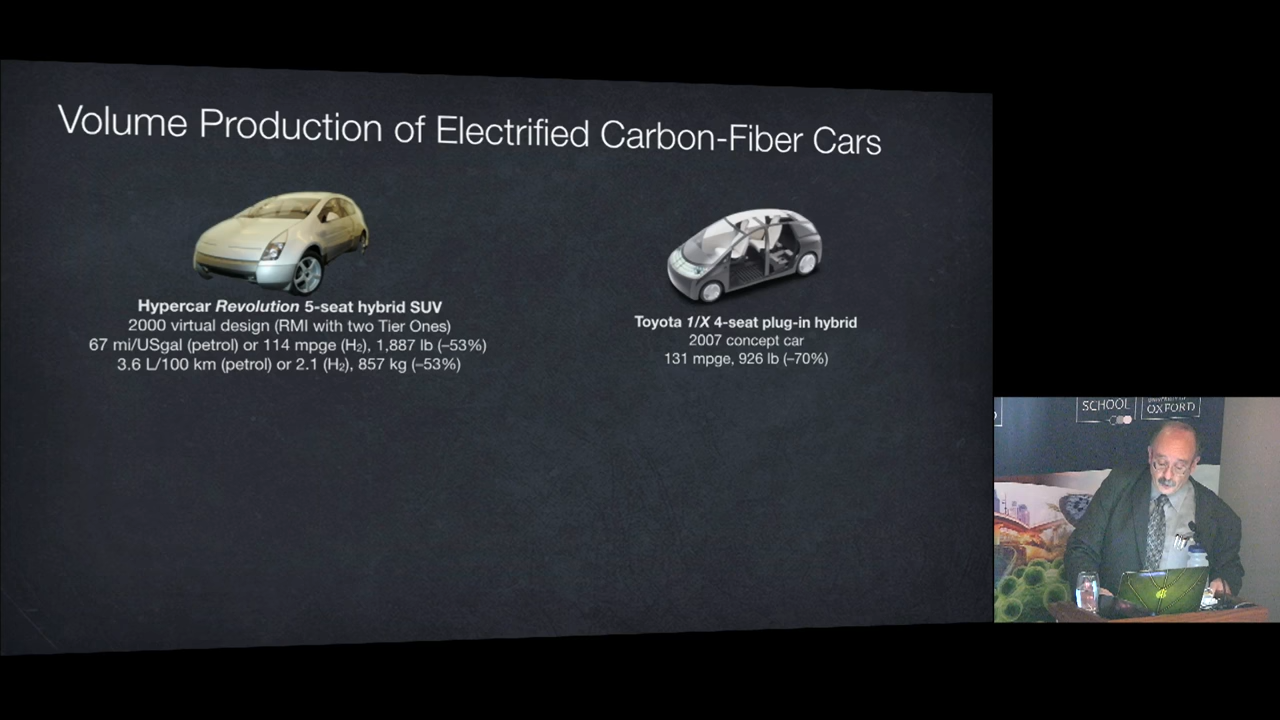 Volume Production of Electrified Carbon-Fiber Cars
Hypercar Revolution 5-seat hybrid SUV
2000 virtual design (RMI with two Tier Ones)
67 mi/USgal (petrol) or 114 mpge (H₂), 1,887 lb (–53%)
3.6 L/100 km (petrol) or 2.1 (H₂), 857 kg (–53%)
Toyota 1/X 4-seat plug-in hybrid
2007 concept car
131 mpge, 926 lb (–70%)
SCHOOL
UNIVERSITY OF
OXFORD